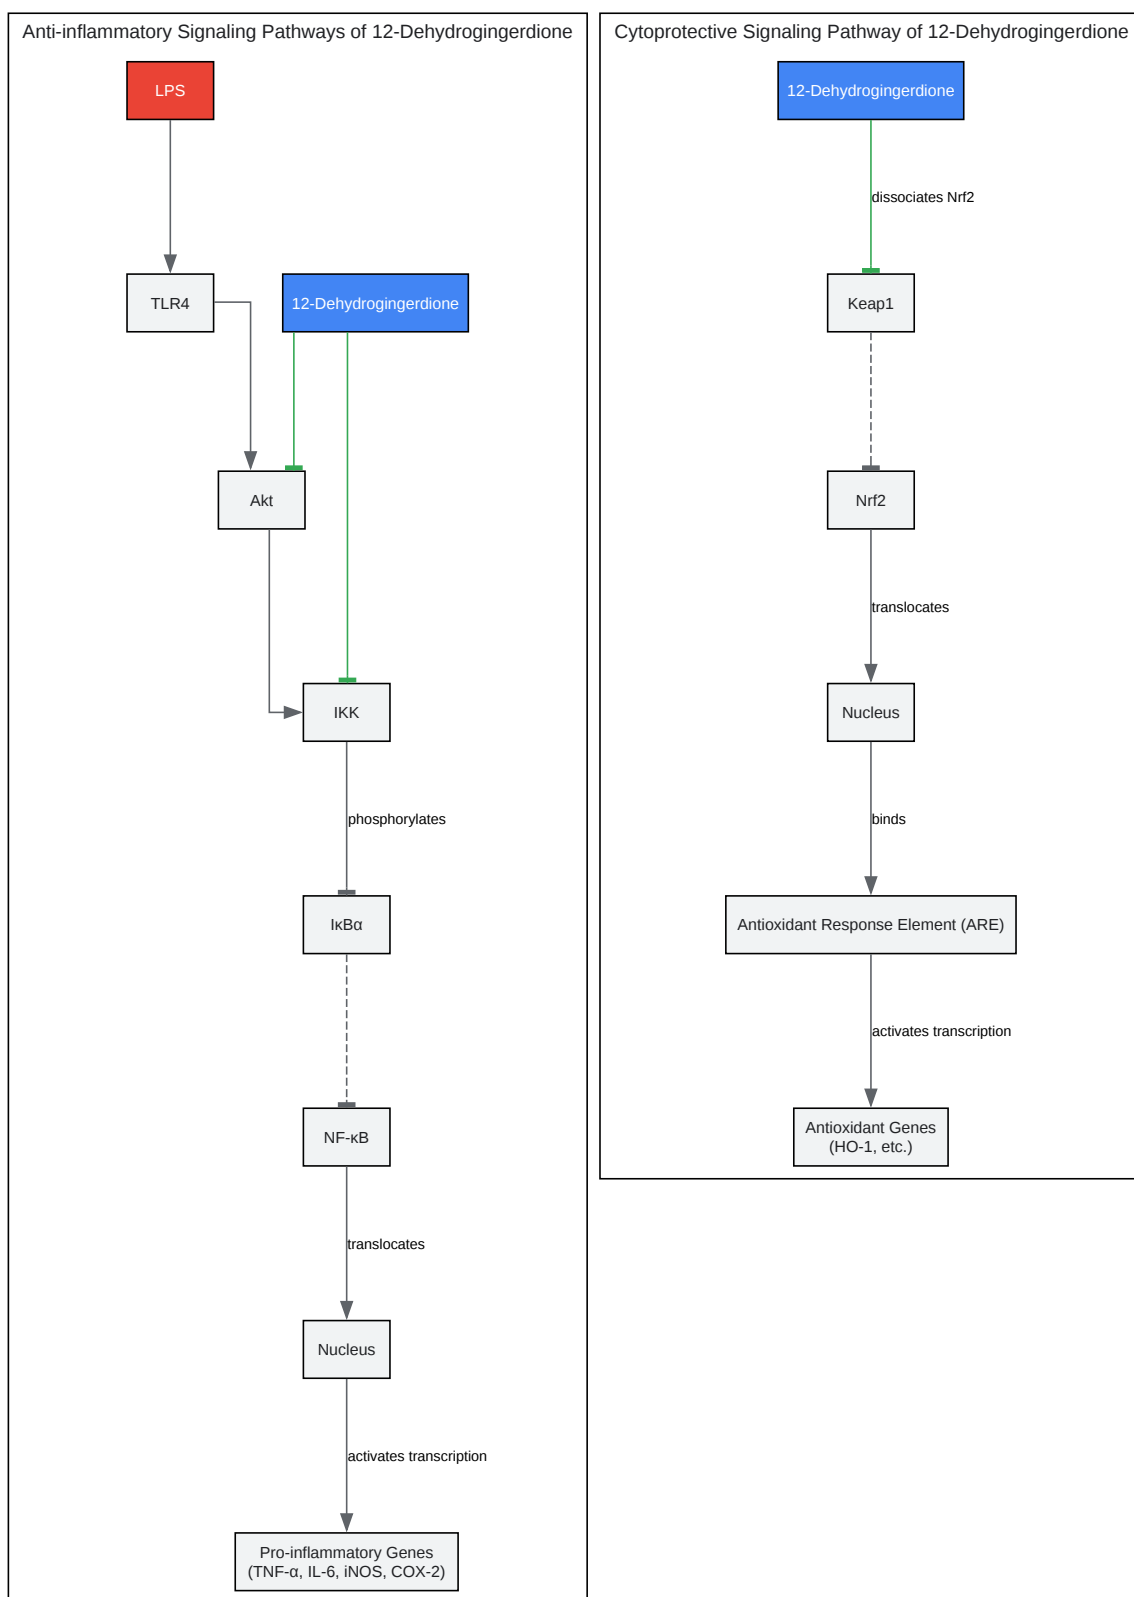 Anti-inflammatory Signaling Pathways of 12-Dehydrogingerdione
LPS
TLR4
12-Dehydrogingerdione
Akt
IKK
phosphorylates
IκBα
NF-κB
translocates
Nucleus
activates transcription
Pro-inflammatory Genes
(TNF-α, IL-6, iNOS, COX-2)
Cytoprotective Signaling Pathway of 12-Dehydrogingerdione
12-Dehydrogingerdione
dissociates Nrf2
Keap1
Nrf2
translocates
Nucleus
binds
Antioxidant Response Element (ARE)
activates transcription
Antioxidant Genes
(HO-1, etc.)